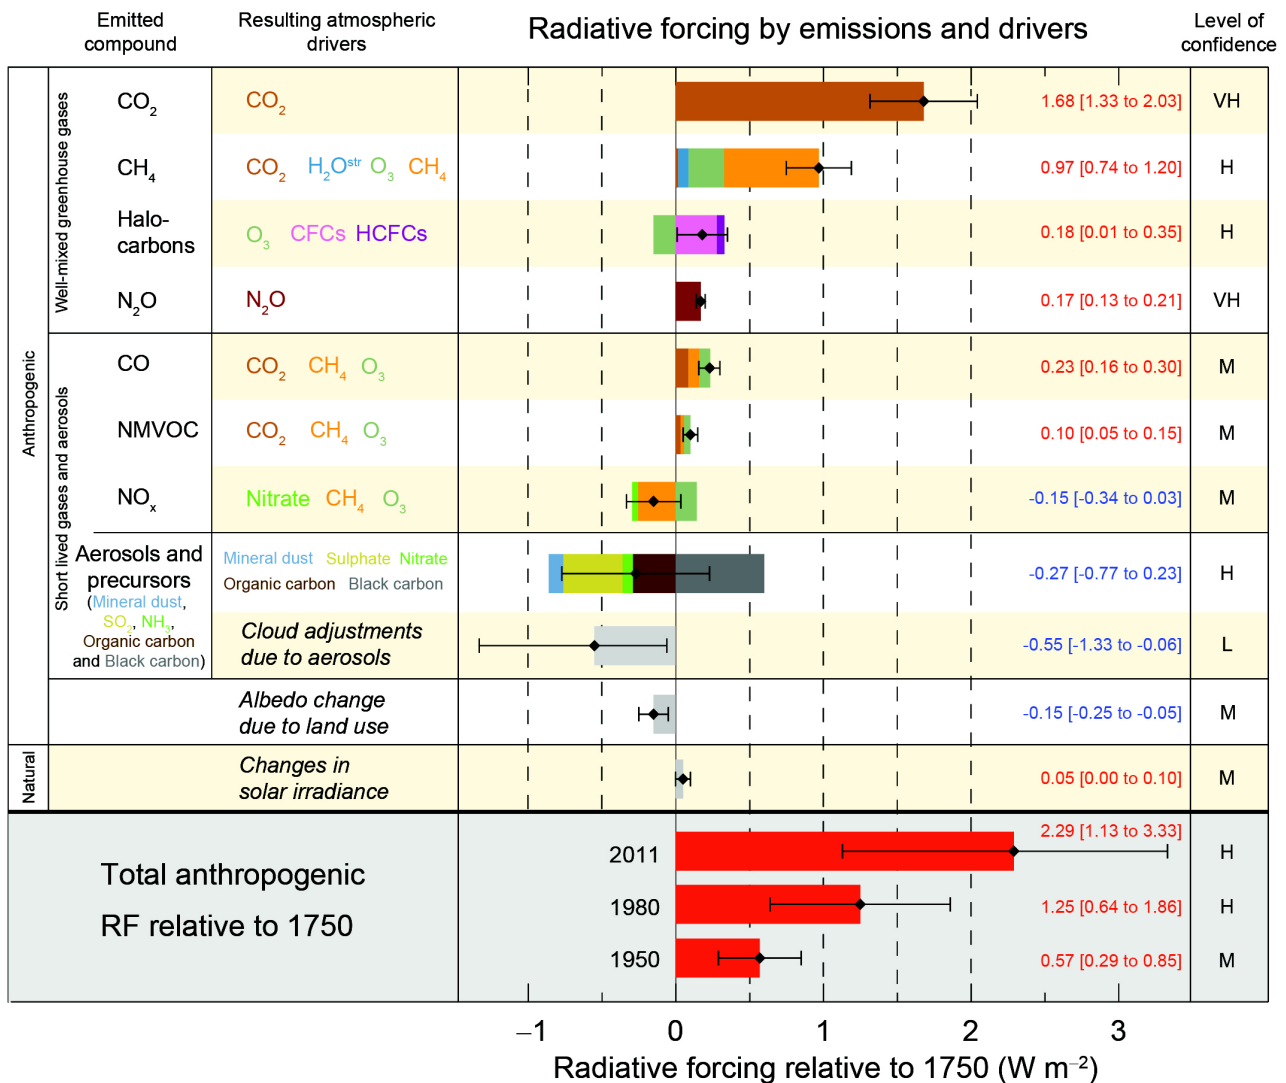 Emitted compound
Resulting atmospheric drivers
Radiative forcing by emissions and drivers
Level of confidence
Anthropogenic
Well-mixed greenhouse gases
CO2
CO2
1.68 [1.33 to 2.03]
VH
CH4
CO2 H2Ostr O3 CH4
0.97 [0.74 to 1.20]
H
Halo-
carbons
O3 CFCs HCFCs
0.18 [0.01 to 0.35]
H
N2O
N2O
0.17 [0.13 to 0.21]
VH
Short lived gases and aerosols
CO
CO2 CH4 O3
0.23 [0.16 to 0.30]
M
NMVOC
CO2 CH4 O3
0.10 [0.05 to 0.15]
M
NOx
Nitrate CH4 O3
-0.15 [-0.34 to 0.03]
M
Aerosols and
precursors
(Mineral dust,
SO2, NH3,
Organic carbon
and Black carbon)
Mineral dust Sulphate Nitrate
Organic carbon Black carbon
-0.27 [-0.77 to 0.23]
H
Cloud adjustments
due to aerosols
-0.55 [-1.33 to -0.06]
L
Albedo change
due to land use
-0.15 [-0.25 to -0.05]
M
Natural
Changes in
solar irradiance
0.05 [0.00 to 0.10]
M
Total anthropogenic
RF relative to 1750
2011
2.29 [1.13 to 3.33]
H
1980
1.25 [0.64 to 1.86]
H
1950
0.57 [0.29 to 0.85]
M
–1 0 1 2 3
Radiative forcing relative to 1750 (W m–2)